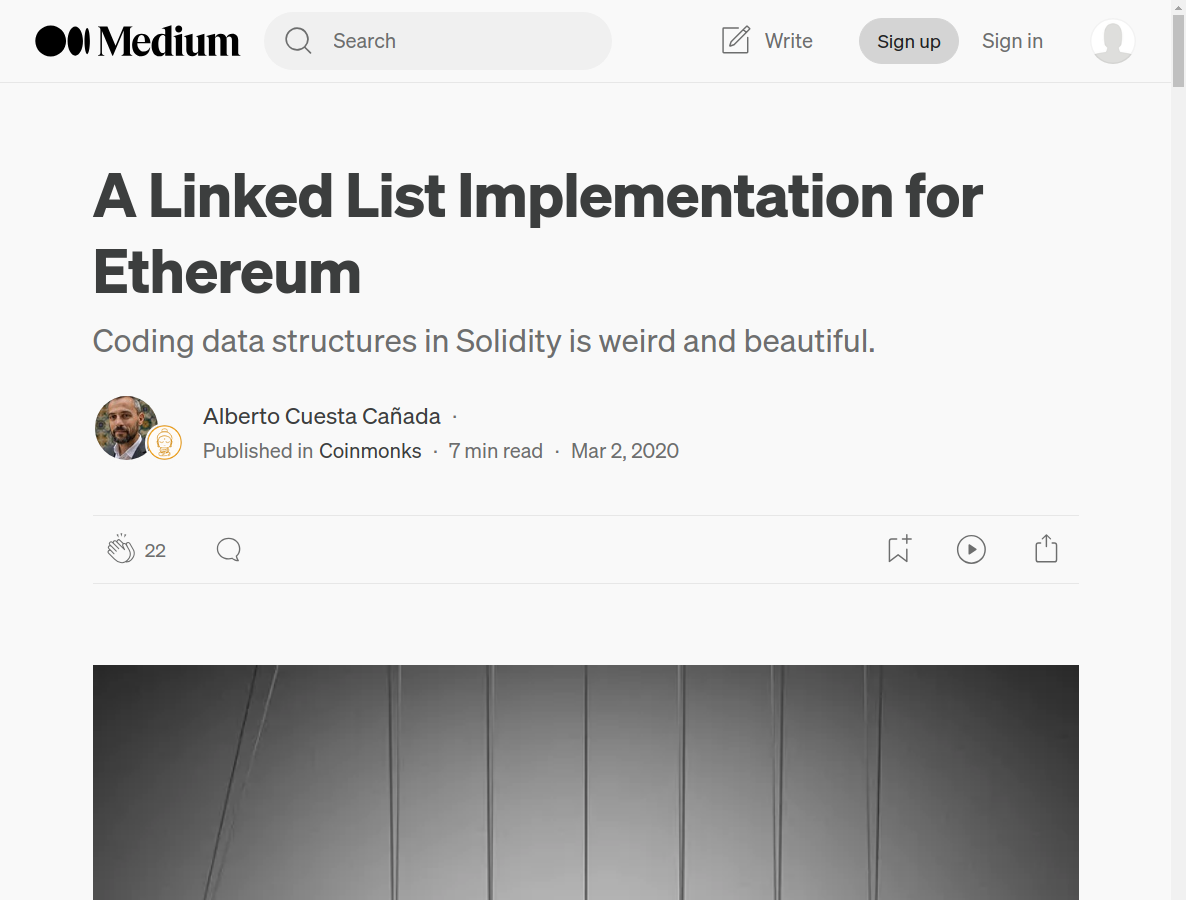 Medium
Search
Write
Sign up
Sign in
A Linked List Implementation for
Ethereum
Coding data structures in Solidity is weird and beautiful.
Alberto Cuesta Cañada ·
Published in Coinmonks · 7 min read · Mar 2, 2020
22